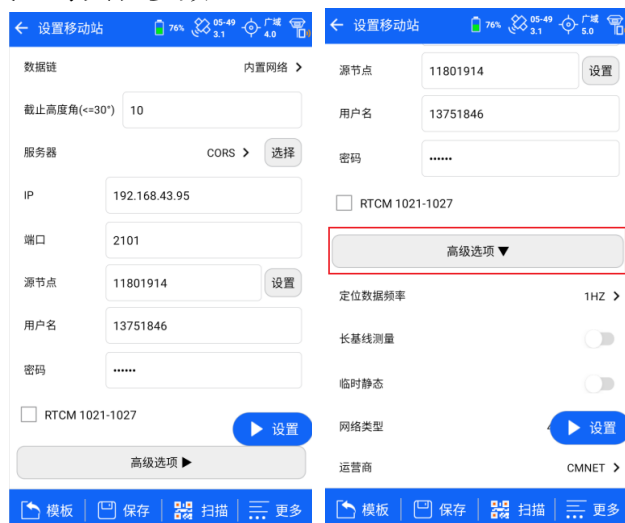 设置移动站
76%
05-49
3.1
广域
4.0
数据链
内置网络
截止高度角(<=30°)
10
服务器
CORS
选择
IP
192.168.43.95
端口
2101
源节点
11801914
设置
用户名
13751846
密码
••••••
RTCM 1021-1027
设置
高级选项▶
模板
保存
扫描
更多
设置移动站
76%
05-49
3.1
广域
5.0
源节点
11801914
设置
用户名
13751846
密码
••••••
RTCM 1021-1027
高级选项▼
定位数据频率
1HZ
长基线测量
临时静态
网络类型
设置
运营商
CMNET
模板
保存
扫描
更多